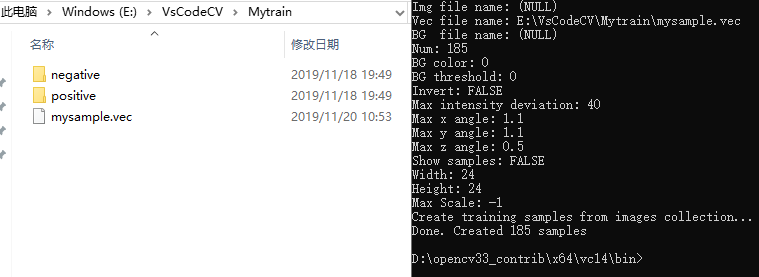 此电脑 > Windows (E:) > VsCodeCV > Mytrain
名称 修改日期
negative 2019/11/18 19:49
positive 2019/11/18 19:49
mysample.vec 2019/11/20 10:53
Img file name: (NULL)
Vec file name: E:\VsCodeCV\Mytrain\mysample.vec
BG  file name: (NULL)
Num: 185
BG color: 0
BG threshold: 0
Invert: FALSE
Max intensity deviation: 40
Max x angle: 1.1
Max y angle: 1.1
Max z angle: 0.5
Show samples: FALSE
Width: 24
Height: 24
Max Scale: -1
Create training samples from images collection...
Done. Created 185 samples
D:\opencv33_contrib\x64\vc14\bin>